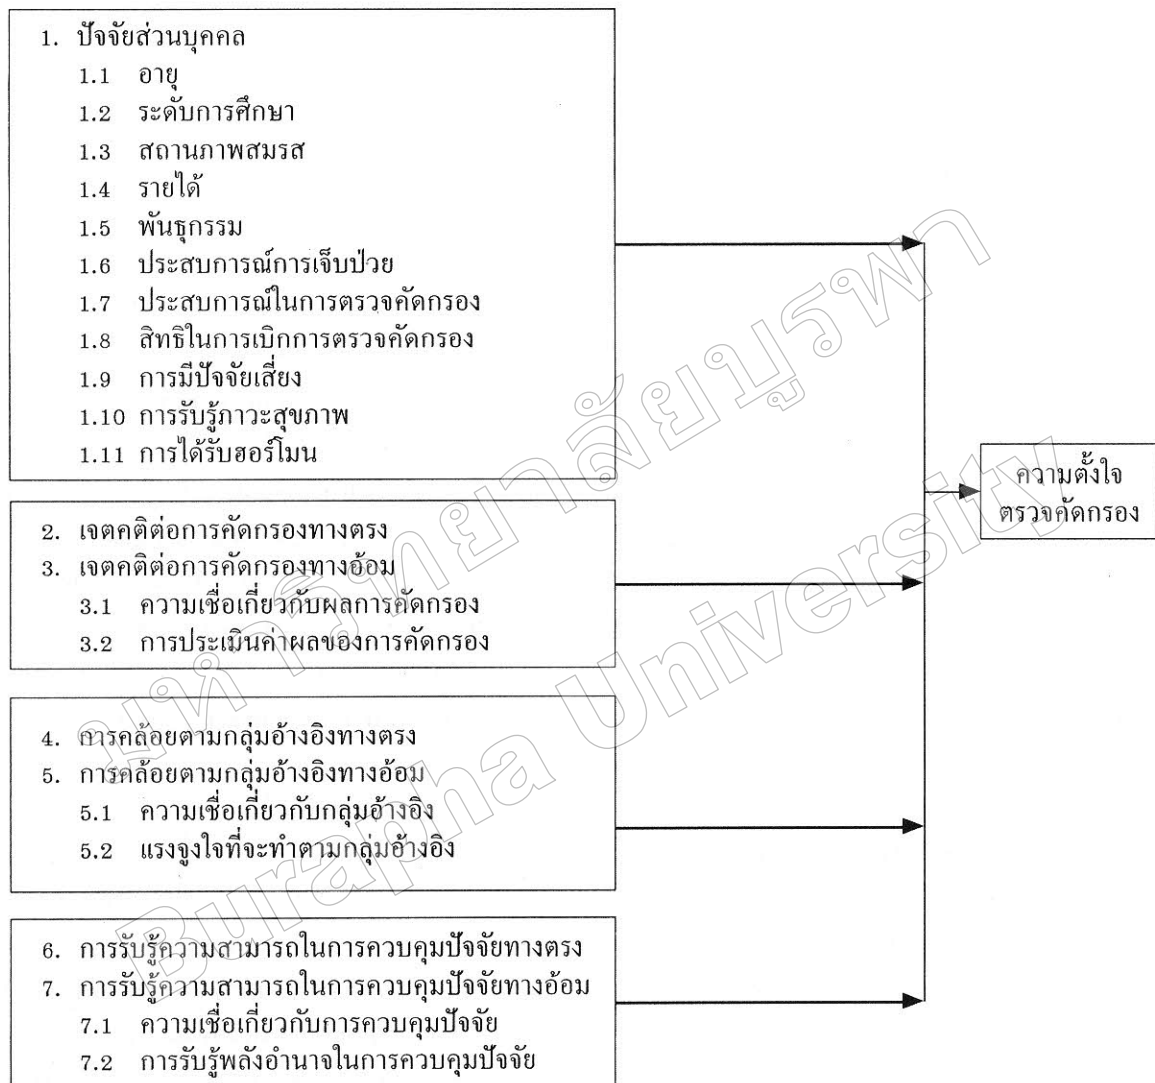 1. ปัจจัยส่วนบุคคล
1.1 อายุ
1.2 ระดับการศึกษา
1.3 สถานภาพสมรส
1.4 รายได้
1.5 พันธุกรรม
1.6 ประสบการณ์การเจ็บป่วย
1.7 ประสบการณ์ในการตรวจคัดกรอง
1.8 สิทธิในการเบิกการตรวจคัดกรอง
1.9 การมีปัจจัยเสี่ยง
1.10 การรับรู้ภาวะสุขภาพ
1.11 การได้รับฮอร์โมน
2. เจตคติต่อการคัดกรองทางตรง
3. เจตคติต่อการคัดกรองทางอ้อม
3.1 ความเชื่อเกี่ยวกับผลการคัดกรอง
3.2 การประเมินค่าผลของการคัดกรอง
4. การคล้อยตามกลุ่มอ้างอิงทางตรง
5. การคล้อยตามกลุ่มอ้างอิงทางอ้อม
5.1 ความเชื่อเกี่ยวกับกลุ่มอ้างอิง
5.2 แรงจูงใจที่จะทำตามกลุ่มอ้างอิง
6. การรับรู้ความสามารถในการควบคุมปัจจัยทางตรง
7. การรับรู้ความสามารถในการควบคุมปัจจัยทางอ้อม
7.1 ความเชื่อเกี่ยวกับการควบคุมปัจจัย
7.2 การรับรู้พลังอำนาจในการควบคุมปัจจัย
ความตั้งใจ
ตรวจคัดกรอง
มหาวิทยาลัยบูรพา
Burapha University